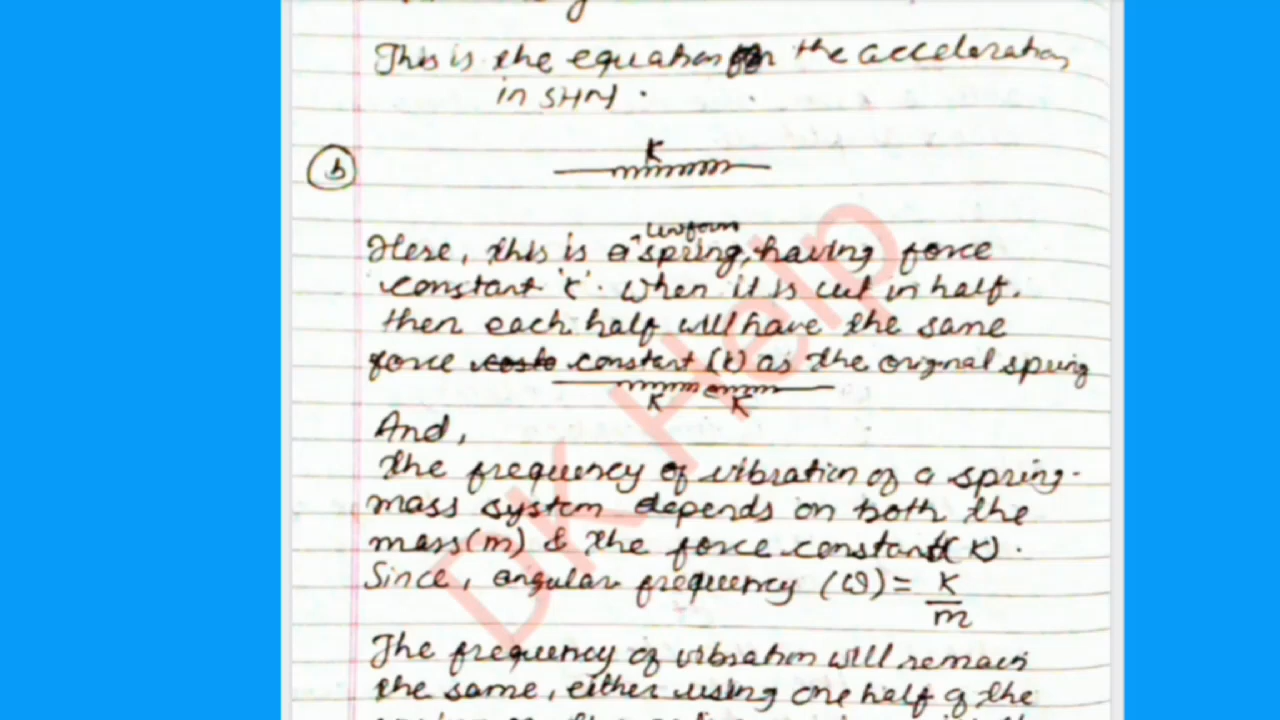 This is the equation the acceleration
in SHM.
b
K
uniform
Here, this is a spring, having force
constant 'k'. When it is cut in half.
then each half will have the same
force constant (k) as the original spring
K K
And,
the frequency of vibration of a spring-
mass system depends on both the
mass(m) & the force constant(K).
Since, angular frequency (ω) = K
m
The frequency of vibration will remain
the same, either using one half of the
DK Help